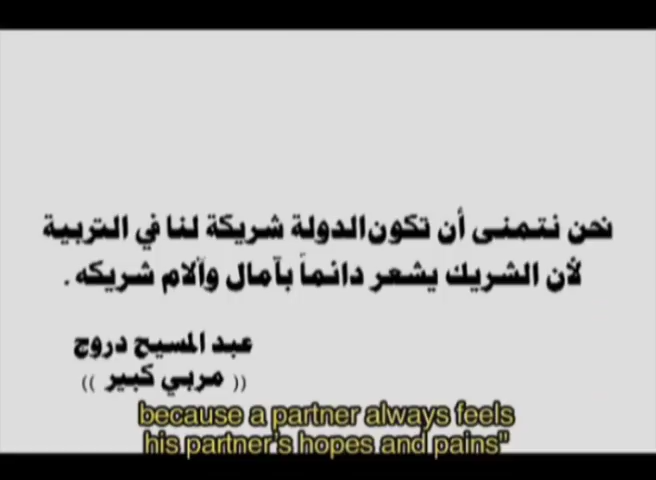 نحن نتمنى أن تكون الدولة شريكة لنا في التربية
لأن الشريك يشعر دائماً بآمال وآلام شريكه .
عبد المسيح دروج
(( مربي كبير ))
because a partner always feels
his partner's hopes and pains"